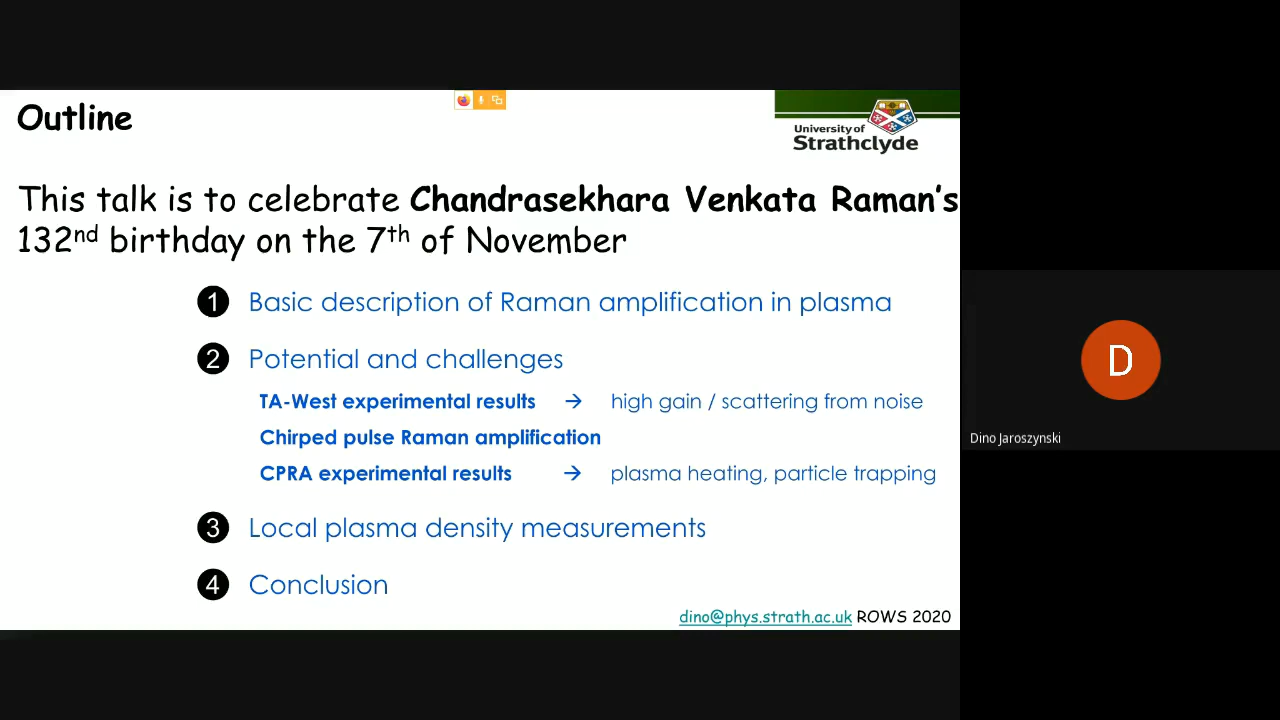 Outline
University of
Strathclyde
This talk is to celebrate Chandrasekhara Venkata Raman's
132nd birthday on the 7th of November
1 Basic description of Raman amplification in plasma
2 Potential and challenges
TA-West experimental results → high gain / scattering from noise
Chirped pulse Raman amplification
CPRA experimental results → plasma heating, particle trapping
3 Local plasma density measurements
4 Conclusion
dino@phys.strath.ac.uk ROWS 2020
D
Dino Jaroszynski